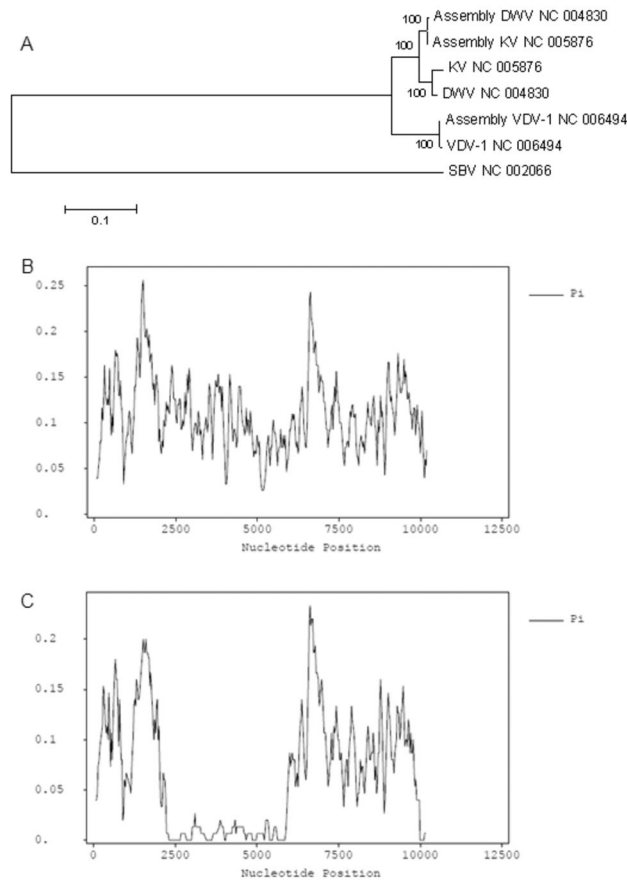 A
100
Assembly DWV NC 004830
100
Assembly KV NC 005876
KV NC 005876
100
DWV NC 004830
Assembly VDV-1 NC 006494
100
VDV-1 NC 006494
SBV NC 002066
0.1
B
0.25
Pi
0.2
0.15
0.1
0.05
0.
0 2500 5000 7500 10000 12500
Nucleotide Position
C
Pi
0.2
0.15
0.1
0.05
0.
0 2500 5000 7500 10000 12500
Nucleotide Position